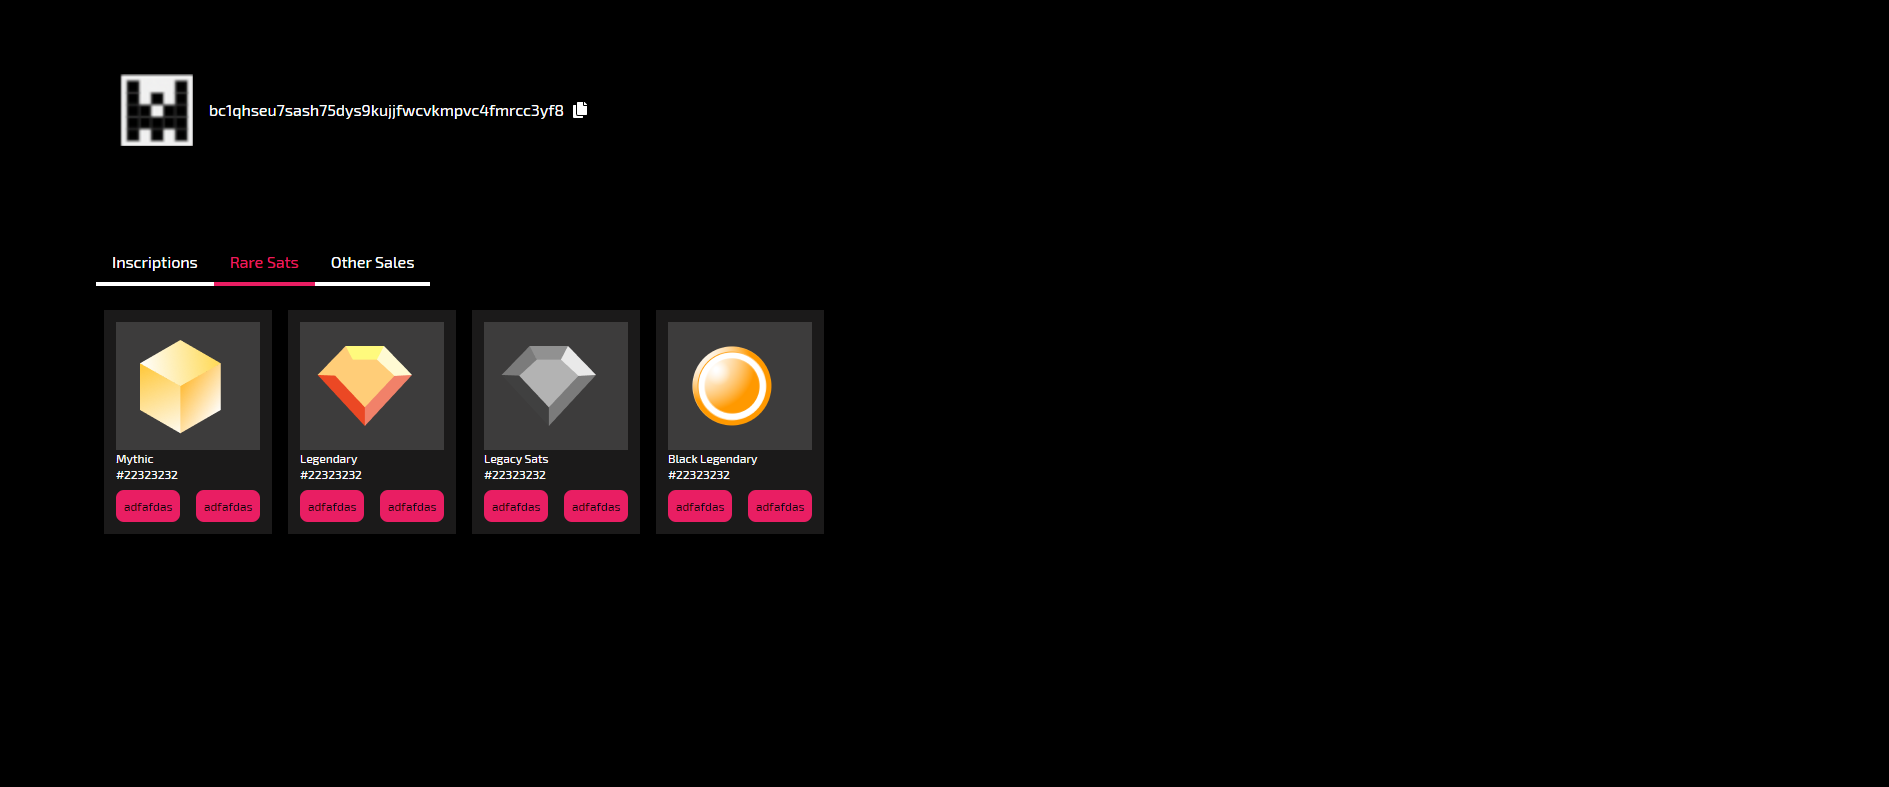 bc1qhseu7sash75dys9kujjfwcvkmpvc4fmrcc3yf8
Inscriptions Rare Sats Other Sales
Mythic
#22323232
adfafdas adfafdas
Legendary
#22323232
adfafdas adfafdas
Legacy Sats
#22323232
adfafdas adfafdas
Black Legendary
#22323232
adfafdas adfafdas